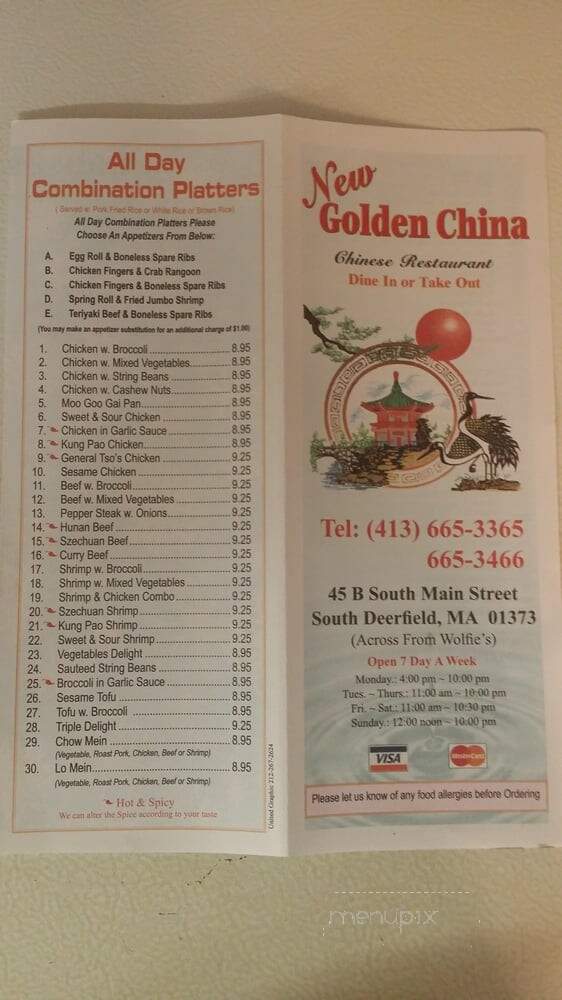 All Day
Combination Platters
( Served w. Pork Fried Rice or White Rice or Brown Rice)
All Day Combination Platters Please
Choose An Appetizers From Below:
A. Egg Roll & Boneless Spare Ribs
B. Chicken Fingers & Crab Rangoon
C. Chicken Fingers & Boneless Spare Ribs
D. Spring Roll & Fried Jumbo Shrimp
E. Teriyaki Beef & Boneless Spare Ribs
(You may make an appetizer substitution for an additional charge of $1.00)
1. Chicken w. Broccoli 8.95
2. Chicken w. Mixed Vegetables 8.95
3. Chicken w. String Beans 8.95
4. Chicken w. Cashew Nuts 8.95
5. Moo Goo Gai Pan 8.95
6. Sweet & Sour Chicken 8.95
7. Chicken in Garlic Sauce 8.95
8. Kung Pao Chicken 8.95
9. General Tso's Chicken 9.25
10. Sesame Chicken 9.25
11. Beef w. Broccoli 9.25
12. Beef w. Mixed Vegetables 9.25
13. Pepper Steak w. Onions 9.25
14. Hunan Beef 9.25
15. Szechuan Beef 9.25
16. Curry Beef 9.25
17. Shrimp w. Broccoli 9.25
18. Shrimp w. Mixed Vegetables 9.25
19. Shrimp & Chicken Combo 9.25
20. Szechuan Shrimp 9.25
21. Kung Pao Shrimp 9.25
22. Sweet & Sour Shrimp 9.25
23. Vegetables Delight 8.95
24. Sauteed String Beans 8.95
25. Broccoli in Garlic Sauce 8.95
26. Sesame Tofu 8.95
27. Tofu w. Broccoli 8.95
28. Triple Delight 9.25
29. Chow Mein 8.95
(Vegetable, Roast Pork, Chicken, Beef or Shrimp)
30. Lo Mein 8.95
(Vegetable, Roast Pork, Chicken, Beef or Shrimp)
Hot & Spicy
We can alter the Spice according to your taste
United Graphic 212-267-2624
New
Golden China
Chinese Restaurant
Dine In or Take Out
Tel: (413) 665-3365
665-3466
45 B South Main Street
South Deerfield, MA 01373
(Across From Wolfie's)
Open 7 Day A Week
Monday.: 4:00 pm ~ 10:00 pm
Tues. ~ Thurs.: 11:00 am ~ 10:00 pm
Fri. ~ Sat.: 11:00 am ~ 10:30 pm
Sunday.: 12:00 noon ~ 10:00 pm
VISA
MasterCard
Please let us know of any food allergies before Ordering
menupix